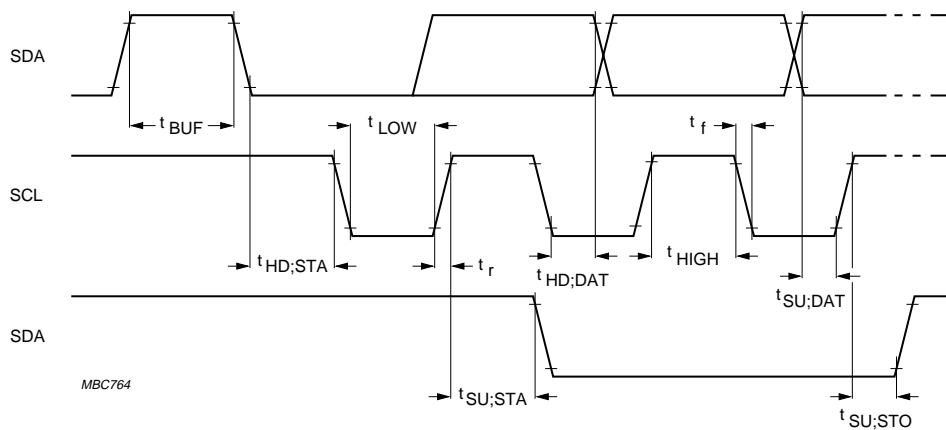 SDA
t BUF
t LOW
t f
SCL
t HD;STA
t r
t HD;DAT
t HIGH
t SU;DAT
SDA
MBC764
t SU;STA
t SU;STO